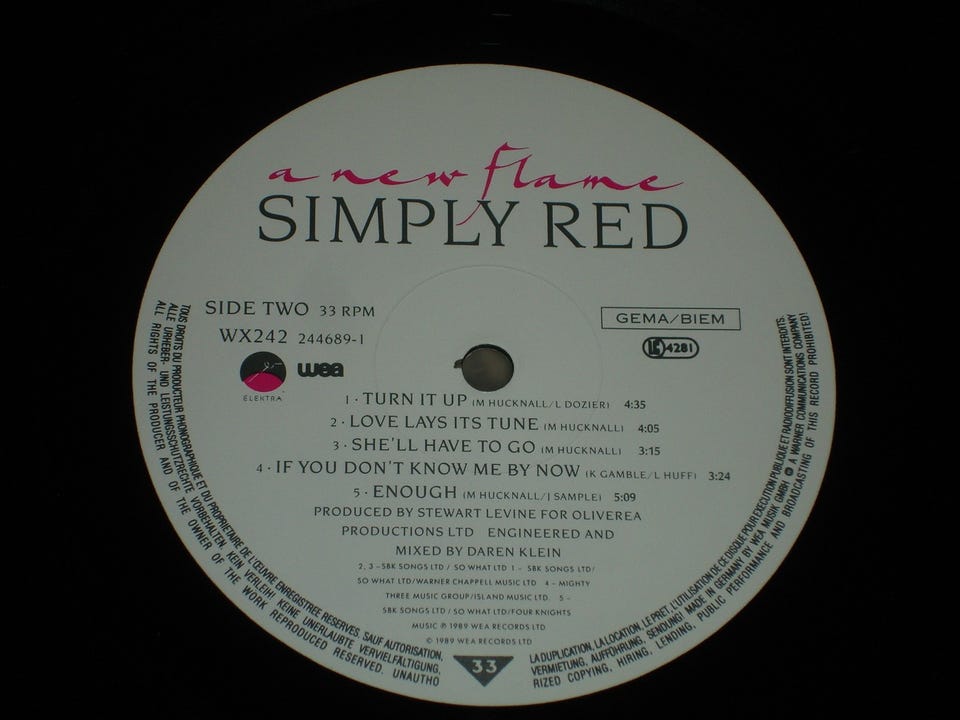 a new flame
SIMPLY RED
SIDE TWO 33 RPM
WX242 244689-1
GEMA/BIEM
LC 4281
ELEKTRA
wea
1 · TURN IT UP (M HUCKNALL/L DOZIER) 4:35
2 · LOVE LAYS ITS TUNE (M HUCKNALL) 4:05
3 · SHE'LL HAVE TO GO (M HUCKNALL) 3:15
4 · IF YOU DON'T KNOW ME BY NOW (K GAMBLE/L HUFF) 3:24
5 · ENOUGH (M HUCKNALL/J SAMPLE) 5:09
PRODUCED BY STEWART LEVINE FOR OLIVEREA
PRODUCTIONS LTD ENGINEERED AND
MIXED BY DAREN KLEIN
2, 3 – SBK SONGS LTD / SO WHAT LTD 1 – SBK SONGS LTD/
SO WHAT LTD/WARNER CHAPPELL MUSIC LTD 4 – MIGHTY
THREE MUSIC GROUP/ISLAND MUSIC LTD. 5 –
SBK SONGS LTD / SO WHAT LTD/FOUR KNIGHTS
MUSIC ℗ 1989 WEA RECORDS LTD
© 1989 WEA RECORDS LTD
33
TOUS DROITS DU PRODUCTEUR PHONOGRAPHIQUE ET DU PROPRIETAIRE DE L'ŒUVRE ENREGISTREE RESERVES. SAUF AUTORISATION,
ALLE URHEBER- UND LEISTUNGSSCHUTZRECHTE VORBEHALTEN. KEIN VERLEIH! KEINE UNERLAUBTE VERVIELFÄLTIGUNG,
ALL RIGHTS OF THE PRODUCER AND OF THE OWNER OF THE WORK REPRODUCED RESERVED. UNAUTHO
LA DUPLICATION, LA LOCATION, LE PRET, L'UTILISATION DE CE DISQUE POUR EXECUTION PUBLIQUE ET RADIODIFFUSION SONT INTERDITS.
VERMIETUNG, AUFFÜHRUNG, SENDUNG! MADE IN GERMANY BY WEA MUSIK GMBH A WARNER COMMUNICATIONS COMPANY
RIZED COPYING, HIRING, LENDING, PUBLIC PERFORMANCE AND BROADCASTING OF THIS RECORD PROHIBITED!